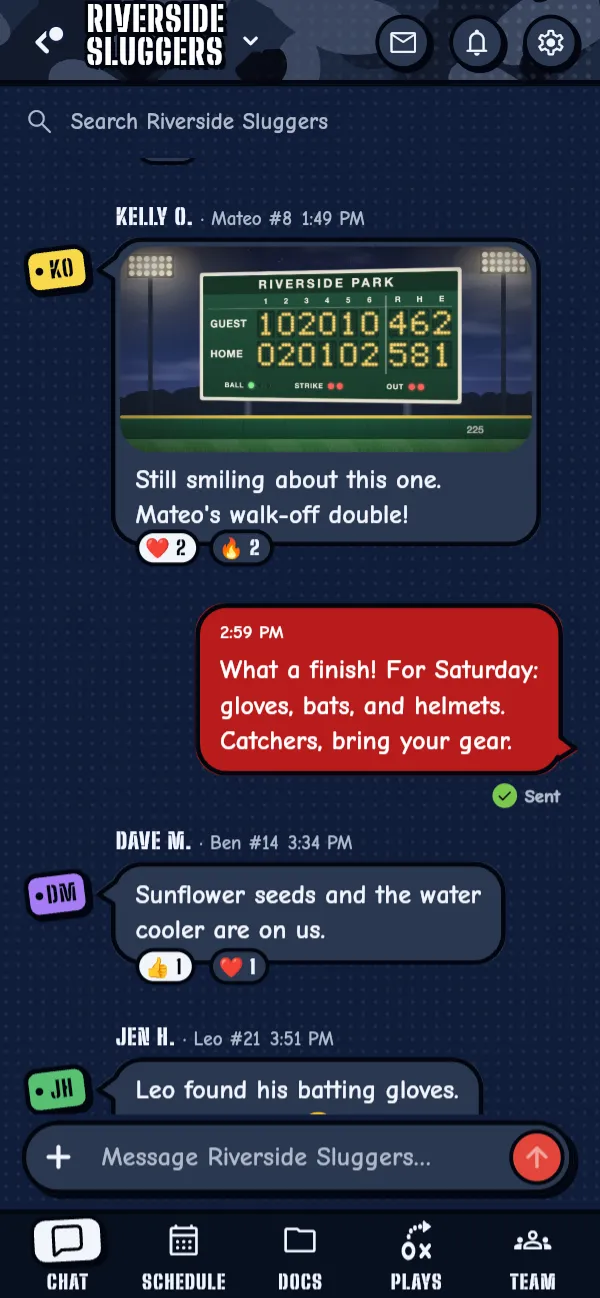 RIVERSIDE
SLUGGERS
Search Riverside Sluggers
KELLY O. · Mateo #8 1:49 PM
KO
RIVERSIDE PARK
1 2 3 4 5 6 R H E
GUEST 102010 462
HOME 020102 581
BALL STRIKE OUT
225
Still smiling about this one.
Mateo's walk-off double!
❤️ 2 🔥 2
2:59 PM
What a finish! For Saturday:
gloves, bats, and helmets.
Catchers, bring your gear.
Sent
DAVE M. · Ben #14 3:34 PM
DM
Sunflower seeds and the water
cooler are on us.
👍 1 ❤️ 1
JEN H. · Leo #21 3:51 PM
JH
Leo found his batting gloves.
Message Riverside Sluggers...
CHAT SCHEDULE DOCS PLAYS TEAM